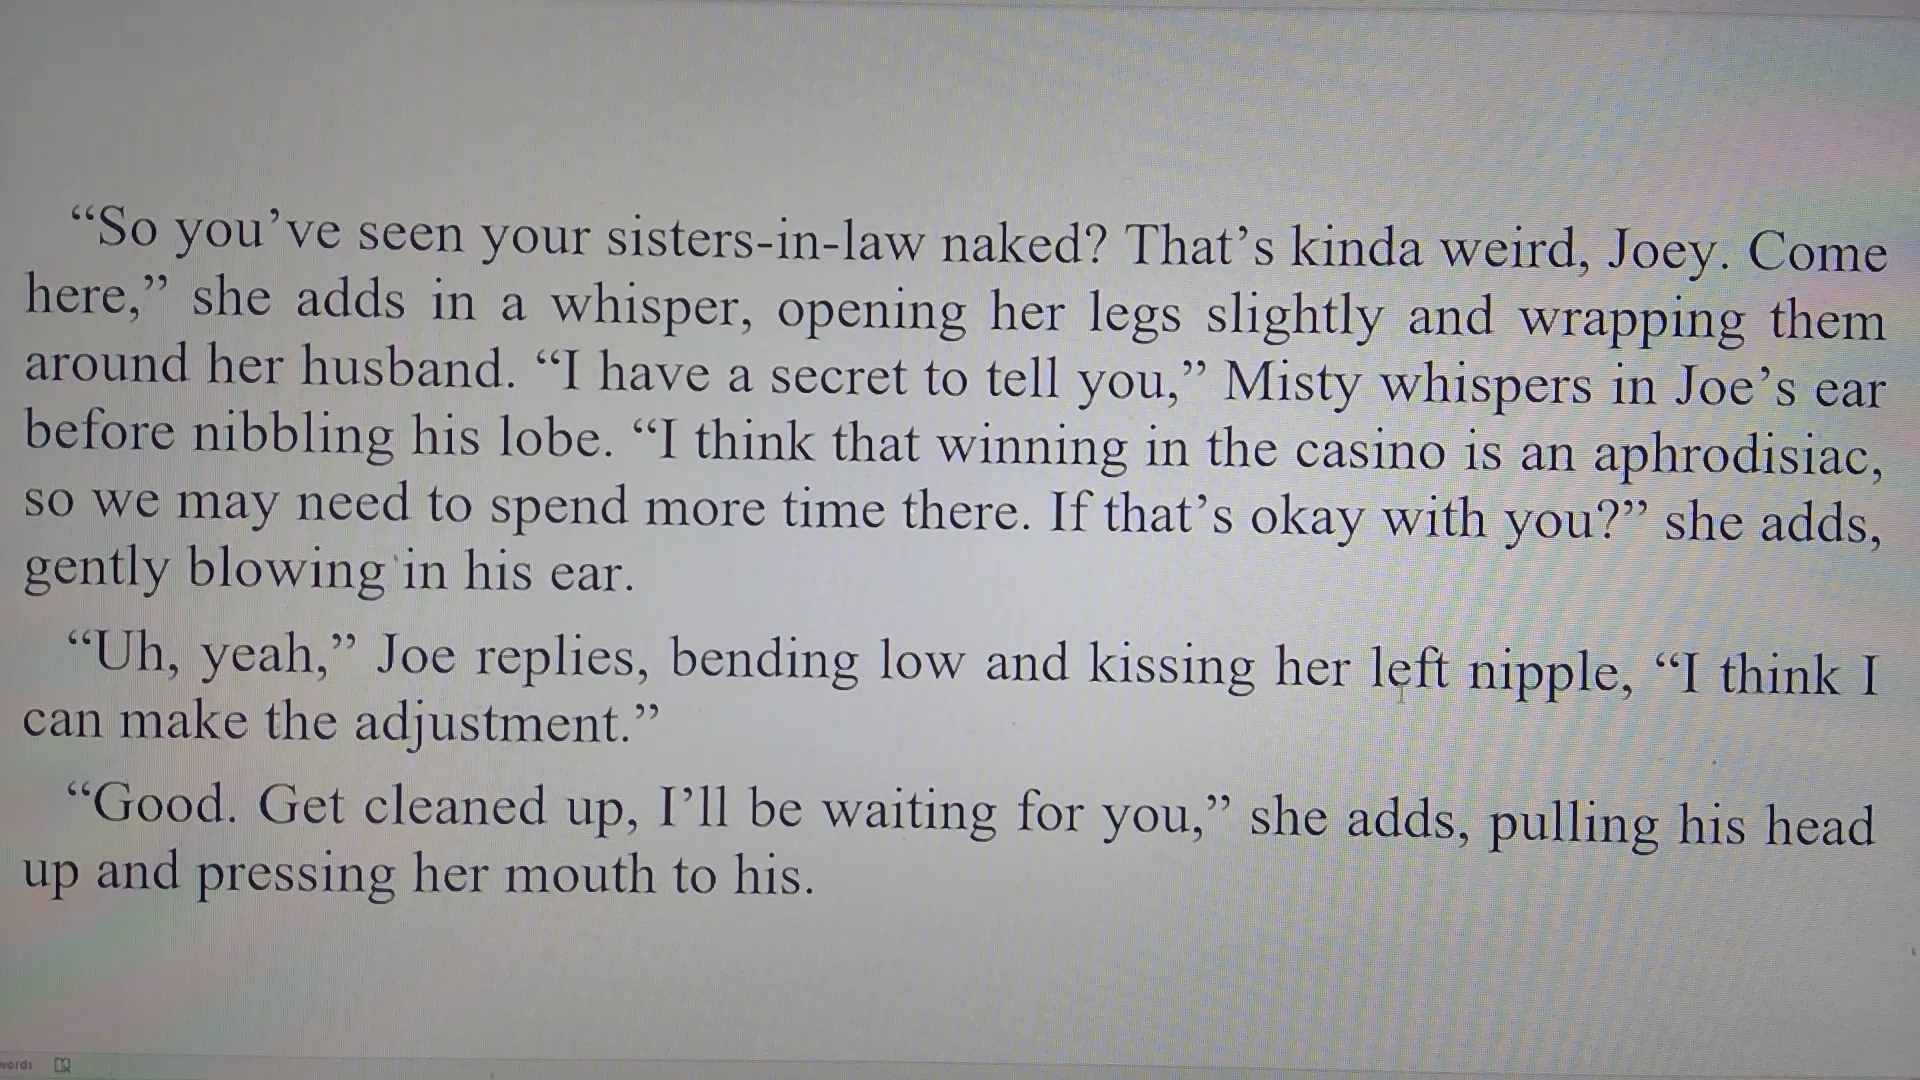 “So you’ve seen your sisters-in-law naked? That’s kinda weird, Joey. Come
here,” she adds in a whisper, opening her legs slightly and wrapping them
around her husband. “I have a secret to tell you,” Misty whispers in Joe’s ear
before nibbling his lobe. “I think that winning in the casino is an aphrodisiac,
so we may need to spend more time there. If that’s okay with you?” she adds,
gently blowing in his ear.
“Uh, yeah,” Joe replies, bending low and kissing her left nipple, “I think I
can make the adjustment.”
“Good. Get cleaned up, I’ll be waiting for you,” she adds, pulling his head
up and pressing her mouth to his.
words